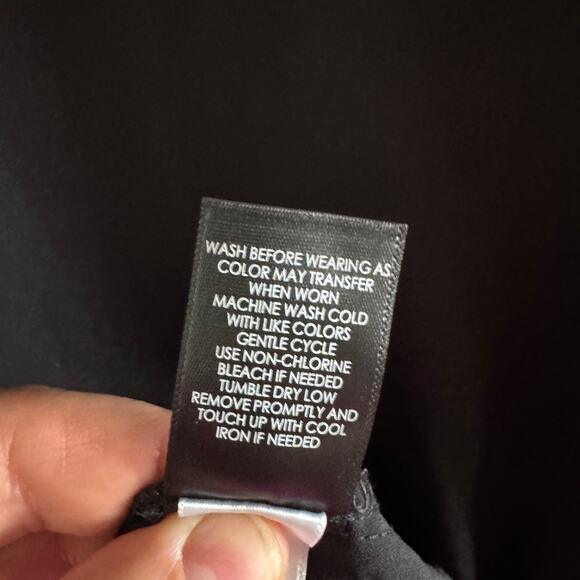 WASH BEFORE WEARING AS
COLOR MAY TRANSFER
WHEN WORN
MACHINE WASH COLD
WITH LIKE COLORS
GENTLE CYCLE
USE NON-CHLORINE
BLEACH IF NEEDED
TUMBLE DRY LOW
REMOVE PROMPTLY AND
TOUCH UP WITH COOL
IRON IF NEEDED